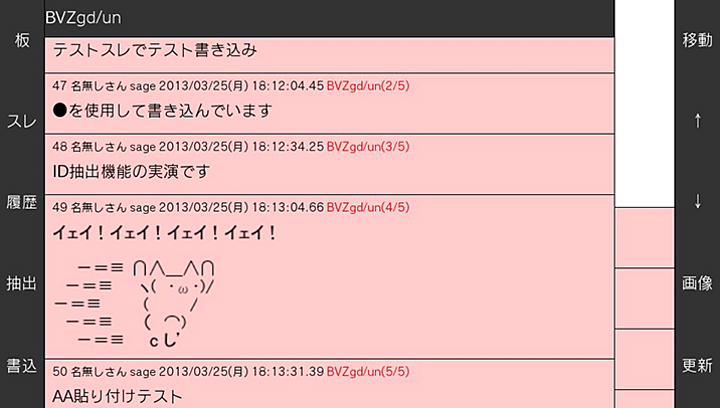 BVZgd/un
板
スレ
履歴
抽出
書込
テストスレでテスト書き込み
47 名無しさん sage 2013/03/25(月) 18:12:04.45 BVZgd/un(2/5)
●を使用して書き込んでいます
48 名無しさん sage 2013/03/25(月) 18:12:34.25 BVZgd/un(3/5)
ID抽出機能の実演です
49 名無しさん sage 2013/03/25(月) 18:13:04.66 BVZgd/un(4/5)
イェイ！イェイ！イェイ！イェイ！
－＝≡ ∩∧＿∧∩
－＝≡ ヽ( ・ω・)/
－＝≡ ( /
－＝≡ ( ⌒)
－＝≡ c し'
50 名無しさん sage 2013/03/25(月) 18:13:31.39 BVZgd/un(5/5)
AA貼り付けテスト
移動
↑
↓
画像
更新